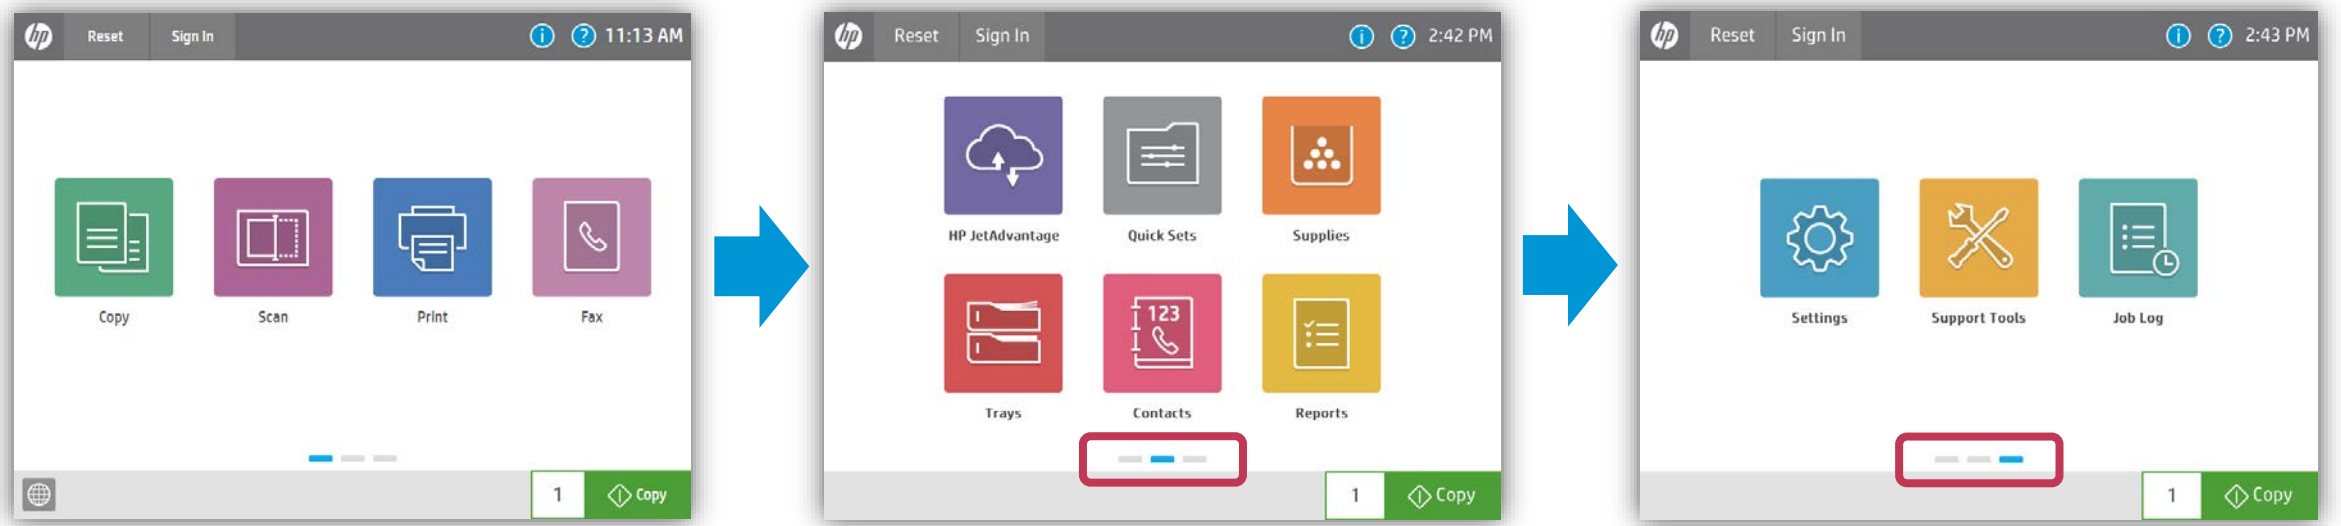 hp Reset Sign In i ? 11:13 AM
Copy Scan Print Fax
1 Copy
hp Reset Sign In i ? 2:42 PM
HP JetAdvantage Quick Sets Supplies
123
Trays Contacts Reports
1 Copy
hp Reset Sign In i ? 2:43 PM
Settings Support Tools Job Log
1 Copy